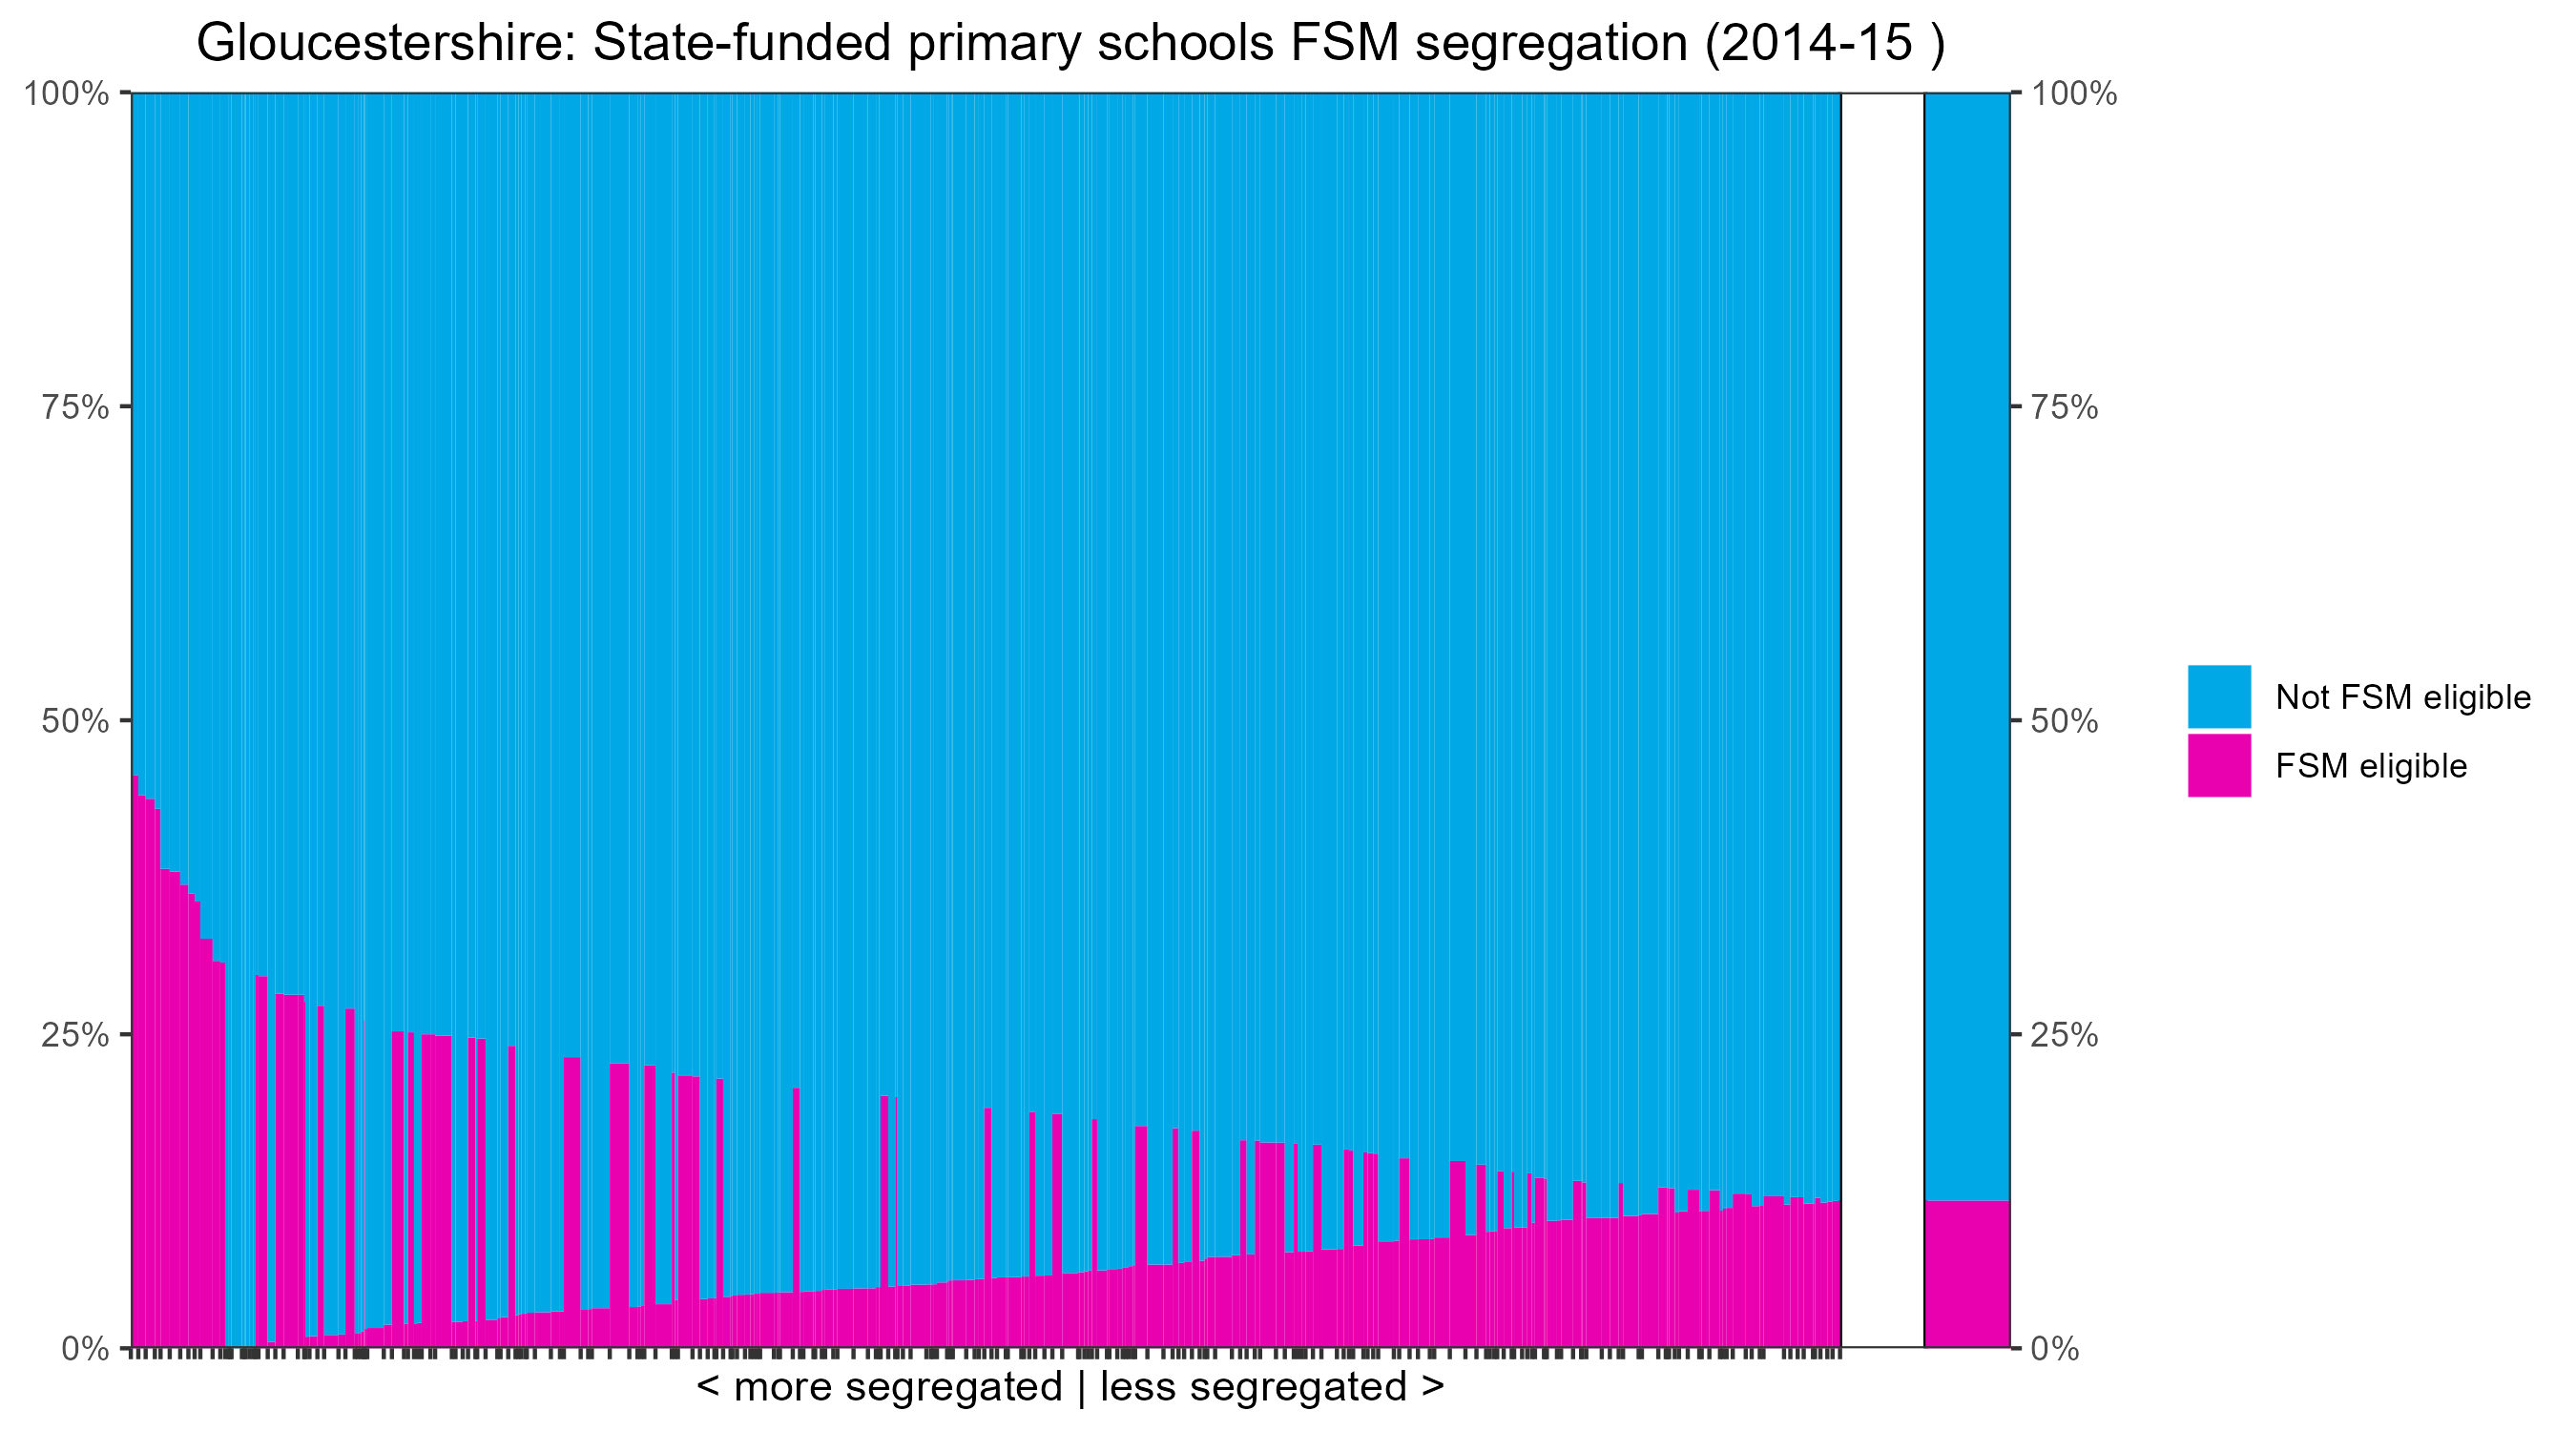 Gloucestershire: State-funded primary schools FSM segregation (2014-15 )
100%
75%
50%
25%
0%
100%
75%
50%
25%
0%
Not FSM eligible
FSM eligible
< more segregated | less segregated >